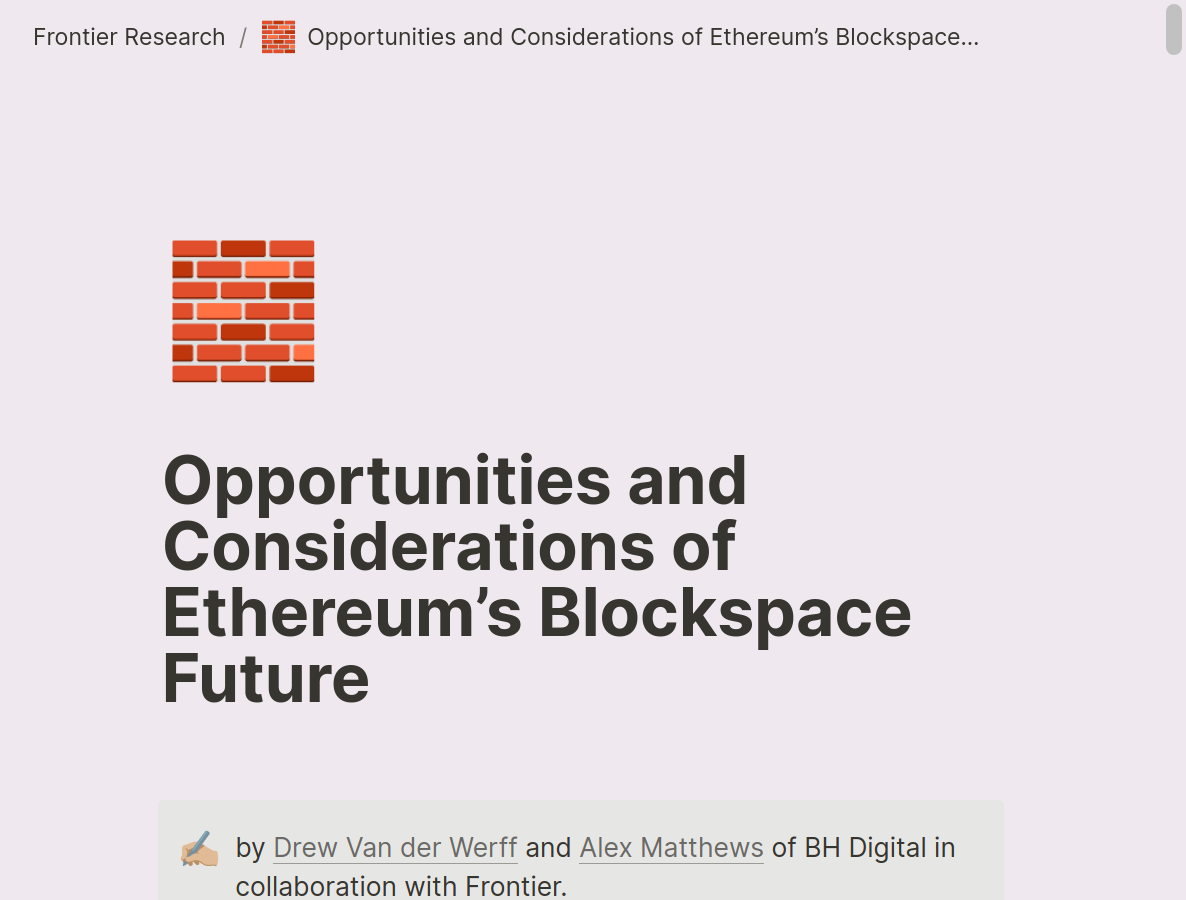 Frontier Research / Opportunities and Considerations of Ethereum’s Blockspace...
Opportunities and
Considerations of
Ethereum’s Blockspace
Future
by Drew Van der Werff and Alex Matthews of BH Digital in
collaboration with Frontier.